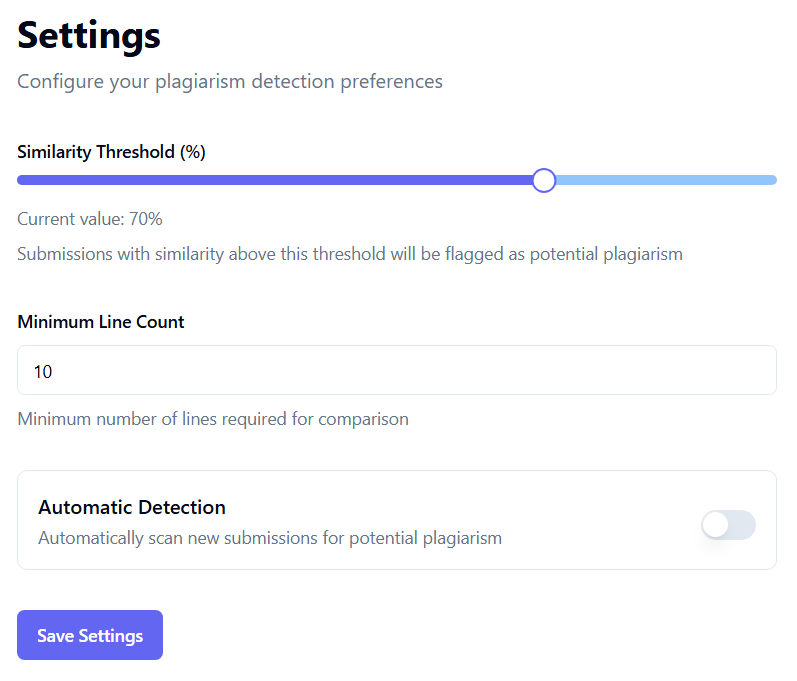 Settings
Configure your plagiarism detection preferences
Similarity Threshold (%)
Current value: 70%
Submissions with similarity above this threshold will be flagged as potential plagiarism
Minimum Line Count
10
Minimum number of lines required for comparison
Automatic Detection
Automatically scan new submissions for potential plagiarism
Save Settings